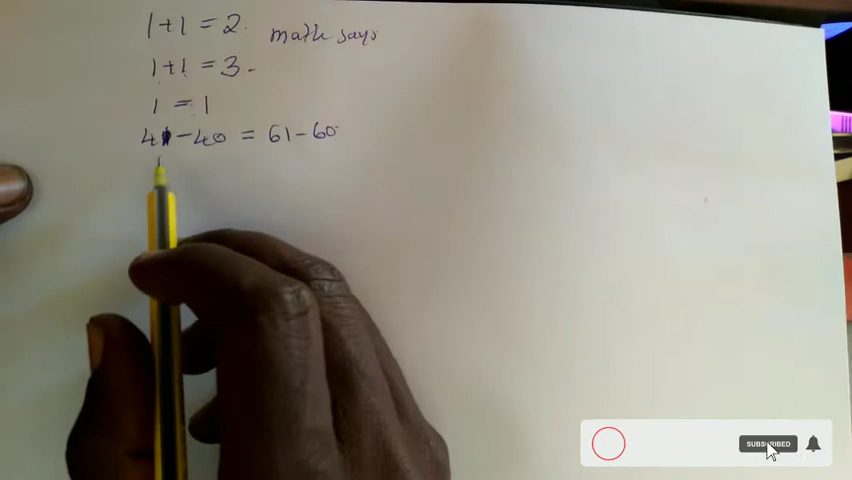 1+1 = 2. math says
1+1 = 3.
1 = 1
41 - 40 = 61 - 60
SUBSCRIBED